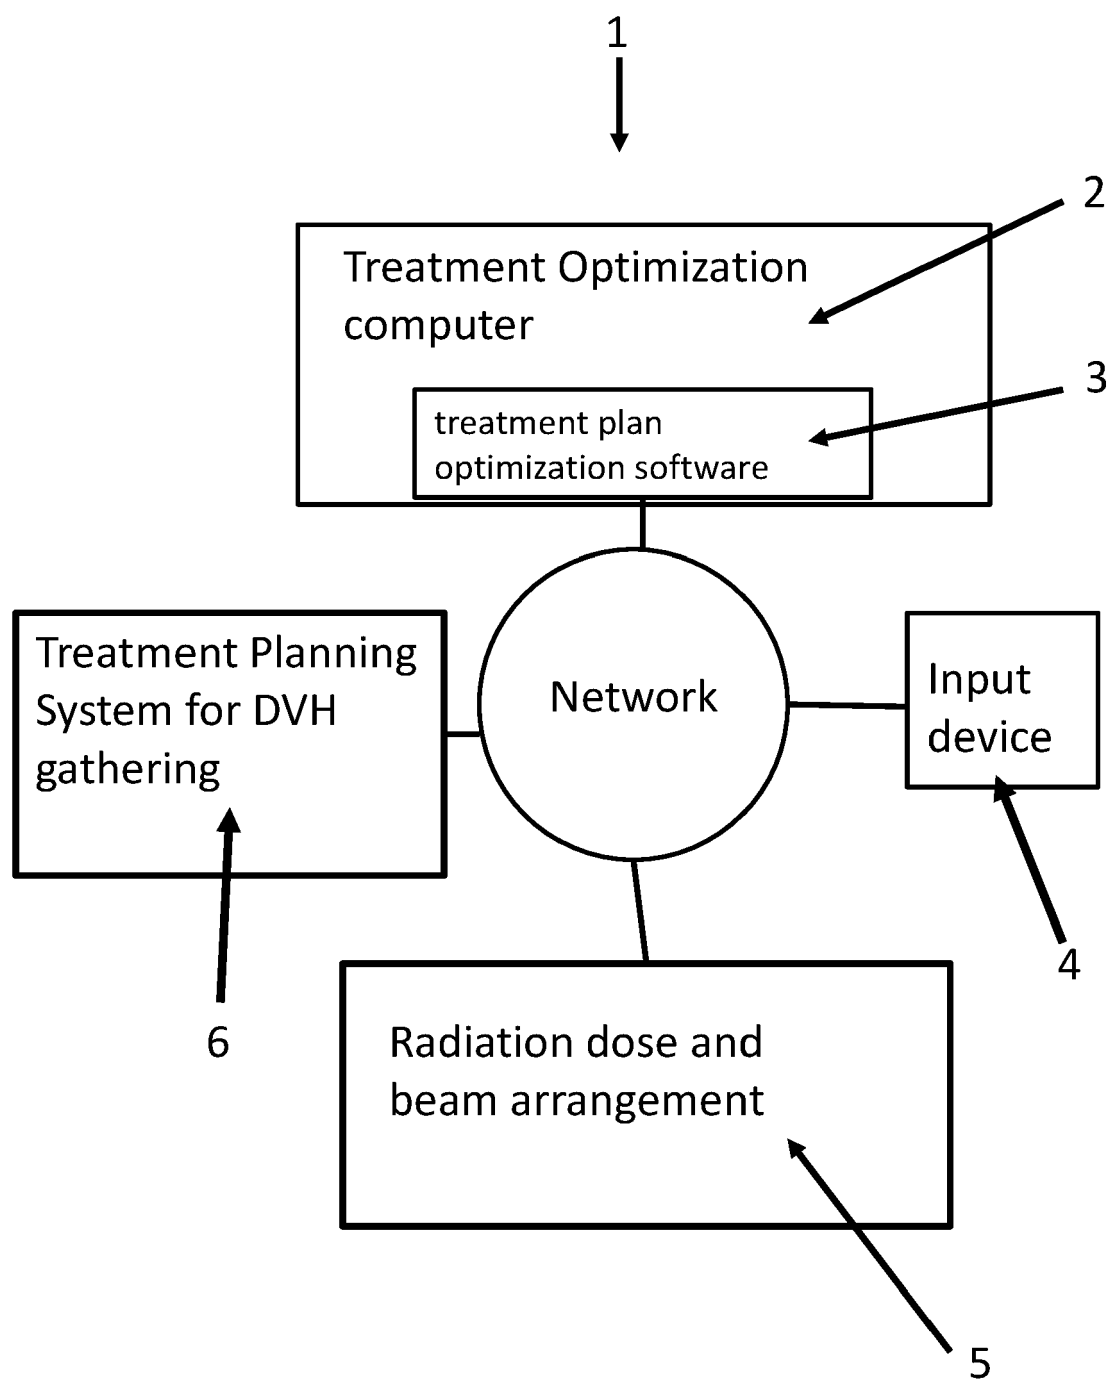 1
2
Treatment Optimization
computer
3
treatment plan
optimization software
Treatment Planning
System for DVH
gathering
Network
Input
device
4
6
Radiation dose and
beam arrangement
5